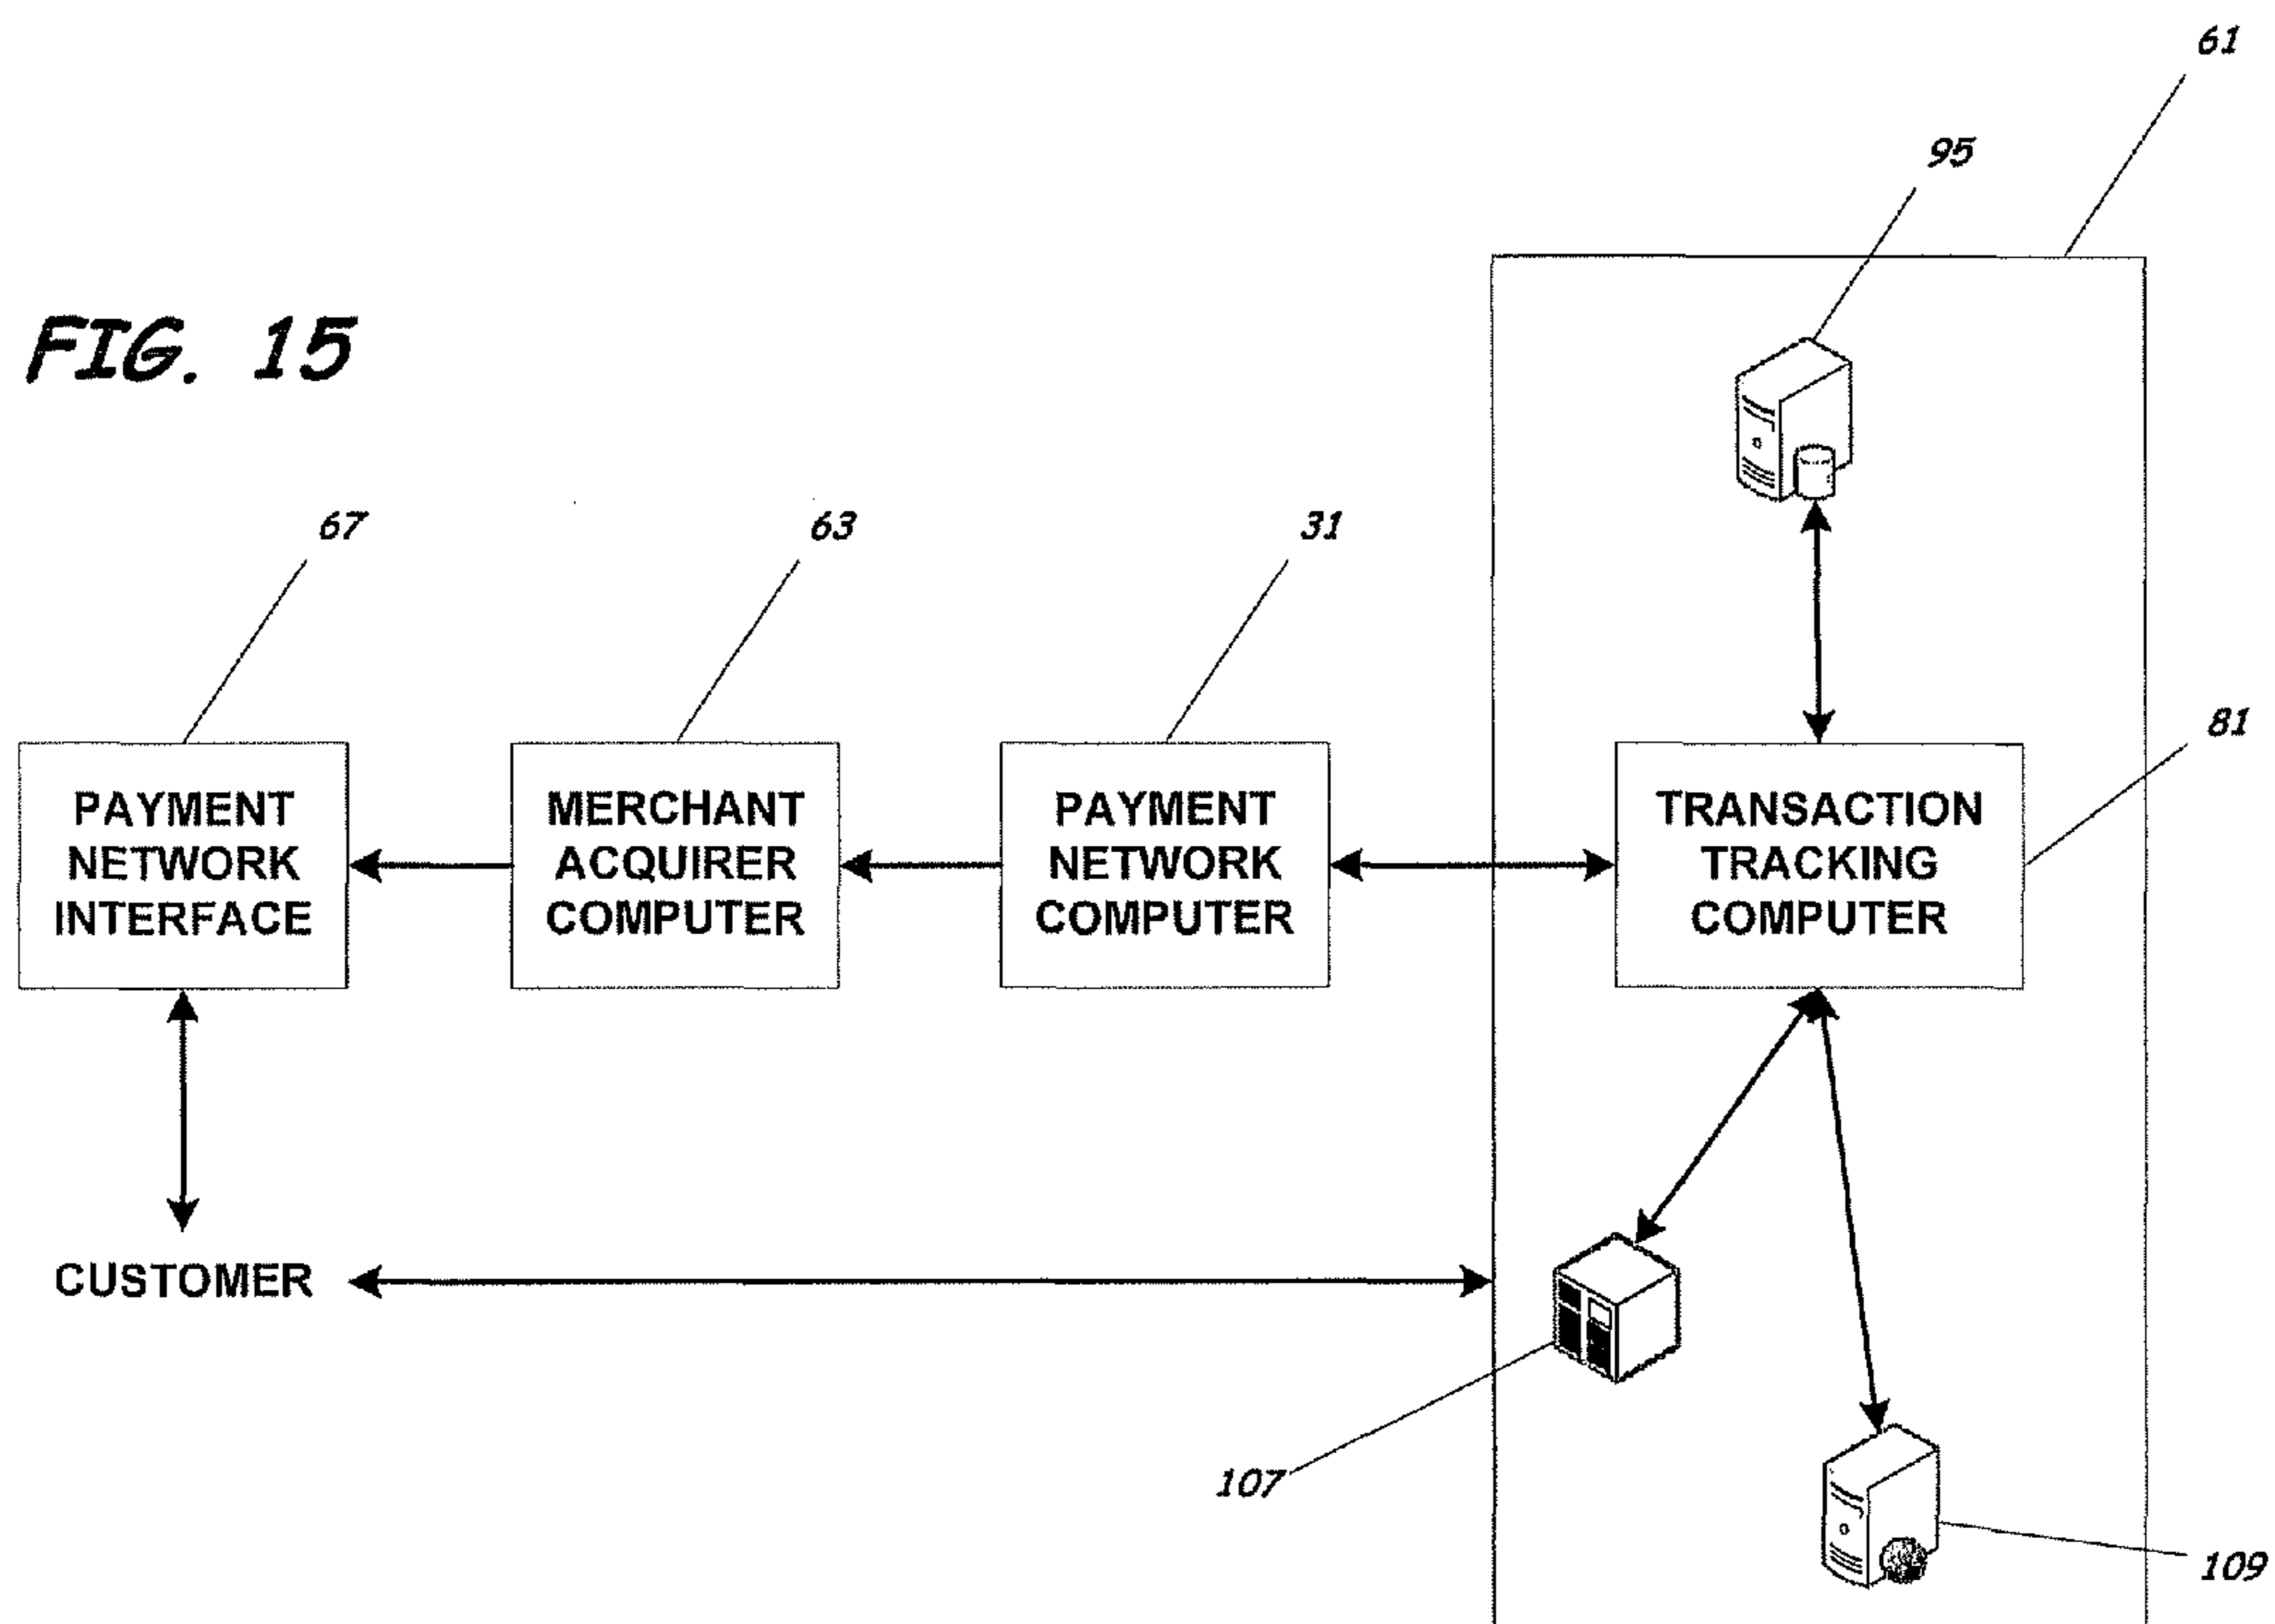 61
95
FIG. 15
67
63
31
81
PAYMENT
NETWORK
INTERFACE
MERCHANT
ACQUIRER
COMPUTER
PAYMENT
NETWORK
COMPUTER
TRANSACTION
TRACKING
COMPUTER
CUSTOMER
107
109